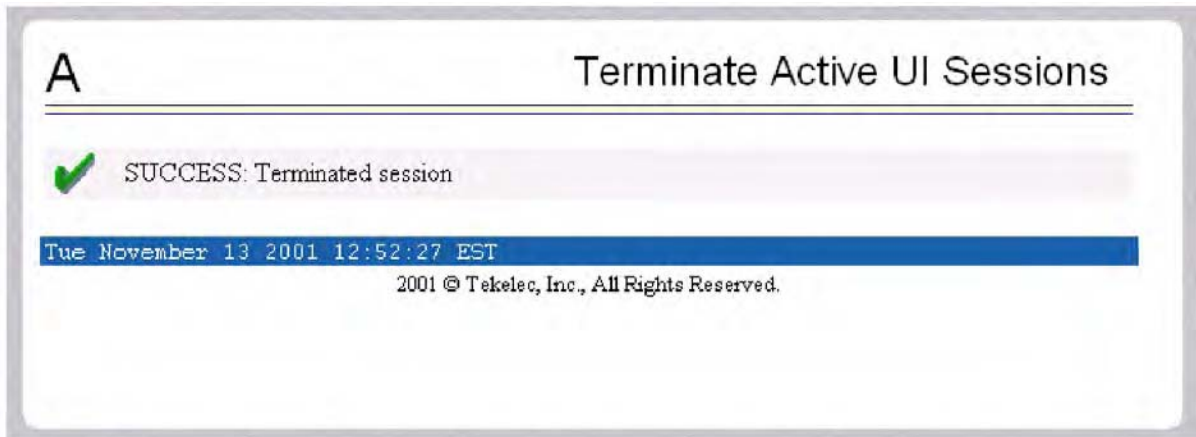 A
Terminate Active UI Sessions
SUCCESS: Terminated session
Tue November 13 2001 12:52:27 EST
2001 © Tekelec, Inc., All Rights Reserved.